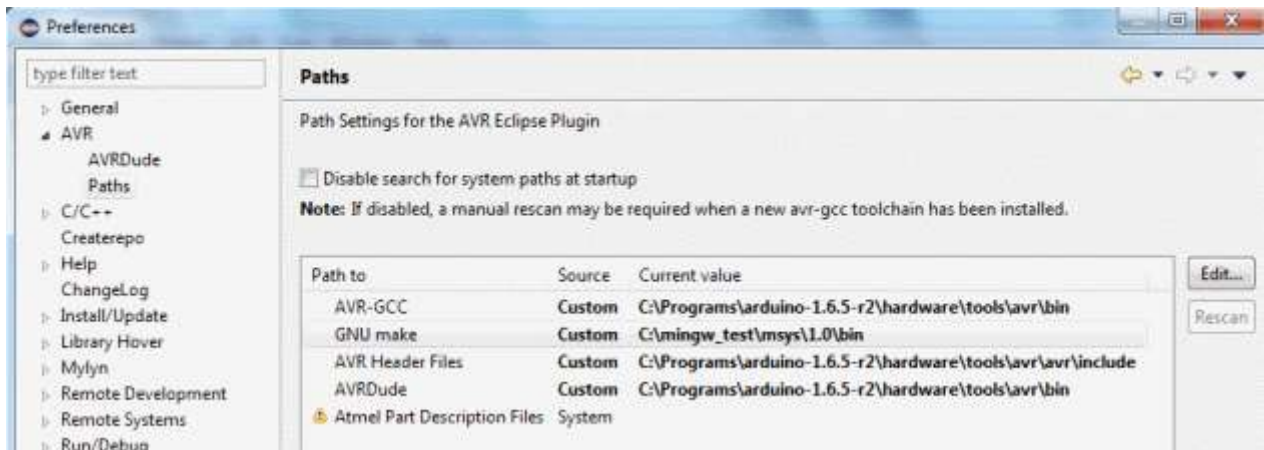 Preferences
type filter text
General
AVR
AVRDude
Paths
C/C++
Createrepo
Help
ChangeLog
Install/Update
Library Hover
Mylyn
Remote Development
Remote Systems
Run/Debug
Paths
Path Settings for the AVR Eclipse Plugin
Disable search for system paths at startup
Note: If disabled, a manual rescan may be required when a new avr-gcc toolchain has been installed.
Path to Source Current value
AVR-GCC Custom C:\Programs\arduino-1.6.5-r2\hardware\tools\avr\bin
GNU make Custom C:\mingw_test\msys\1.0\bin
AVR Header Files Custom C:\Programs\arduino-1.6.5-r2\hardware\tools\avr\avr\include
AVRDude Custom C:\Programs\arduino-1.6.5-r2\hardware\tools\avr\bin
Atmel Part Description Files System
Edit...
Rescan